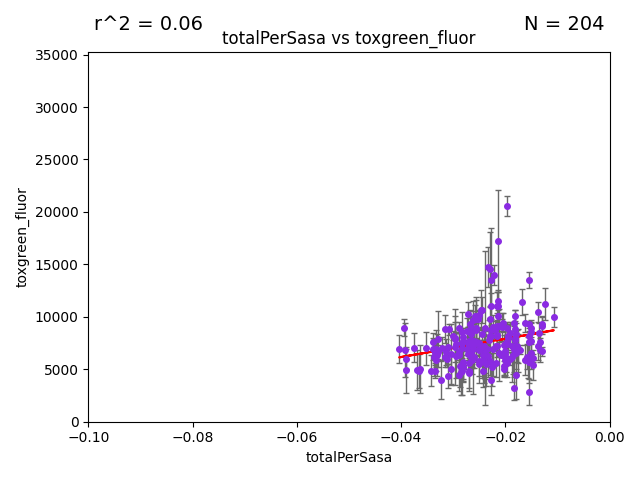 r^2 = 0.06
N = 204
totalPerSasa vs toxgreen_fluor
35000
30000
25000
20000
15000
10000
5000
0
toxgreen_fluor
−0.10
−0.08
−0.06
−0.04
−0.02
0.00
totalPerSasa